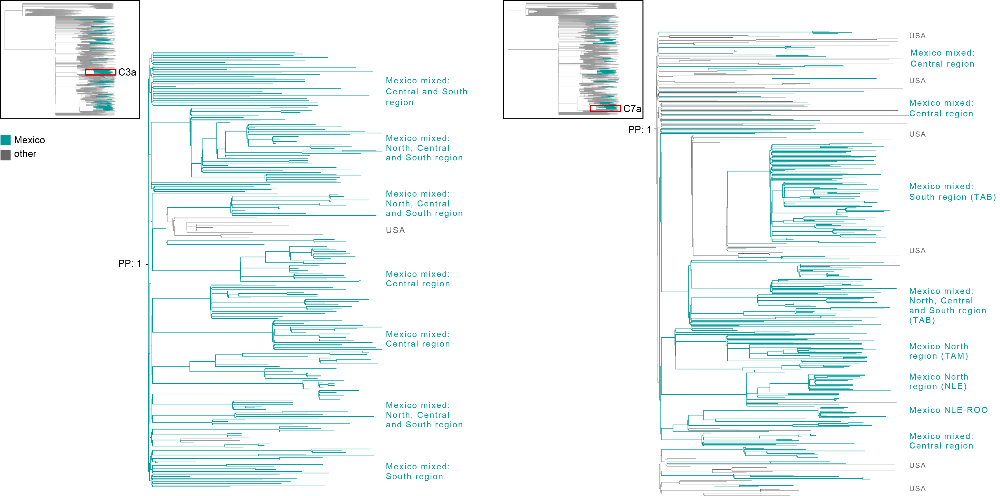 C3a
Mexico
other
PP: 1
Mexico mixed:
Central and South
region
Mexico mixed:
North, Central
and South region
Mexico mixed:
North, Central
and South region
USA
Mexico mixed:
Central region
Mexico mixed:
Central region
Mexico mixed:
North, Central
and South region
Mexico mixed:
South region
C7a
PP: 1
USA
Mexico mixed:
Central region
USA
Mexico mixed:
Central region
USA
Mexico mixed:
South region (TAB)
USA
Mexico mixed:
North, Central
and South region
(TAB)
Mexico North
region (TAM)
Mexico North
region (NLE)
Mexico NLE-ROO
Mexico mixed:
Central region
USA
USA